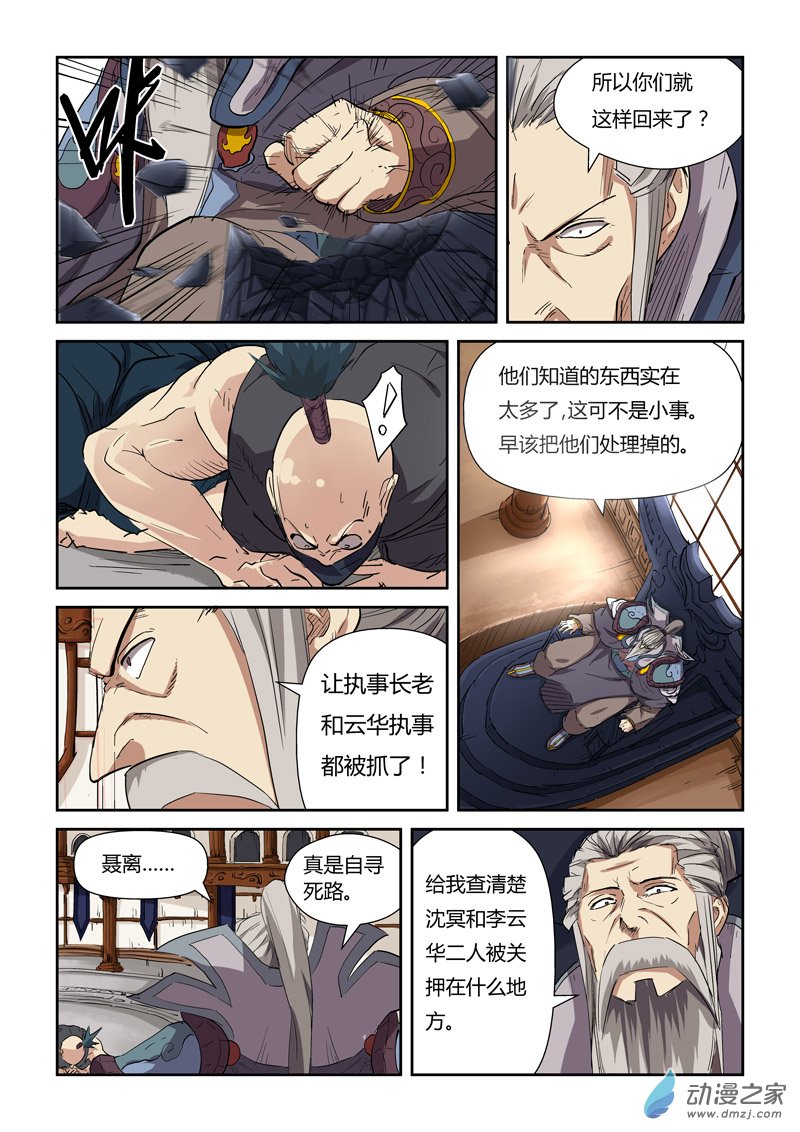 咔
所以你们就
这样回来了？
！
他们知道的东西实在
太多了，这可不是小事。
早该把他们处理掉的。
让执事长老
和云华执事
都被抓了！
聂离……
真是自寻
死路。
给我查清楚
沈冥和李云
华二人被关
押在什么地
方。
动漫之家
www.dmzj.com